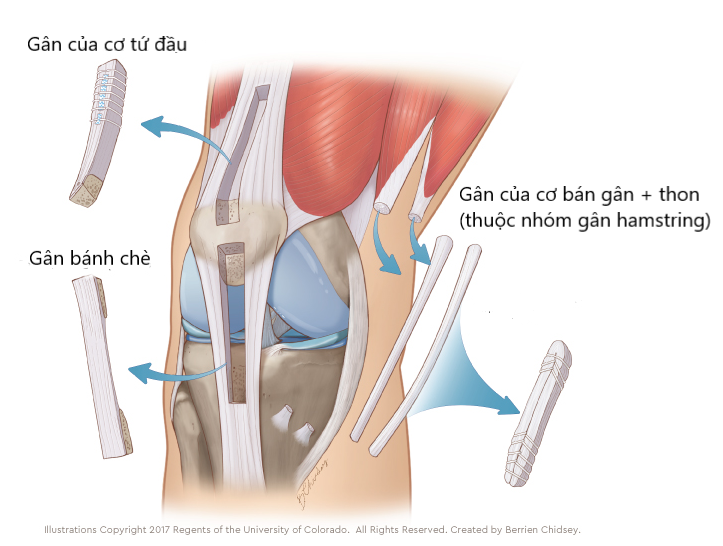 Gân của cơ tứ đầu
Gân của cơ bán gân + thon
(thuộc nhóm gân hamstring)
Gân bánh chè
BChidsey
Illustrations Copyright 2017 Regents of the University of Colorado. All Rights Reserved. Created by Berrien Chidsey.